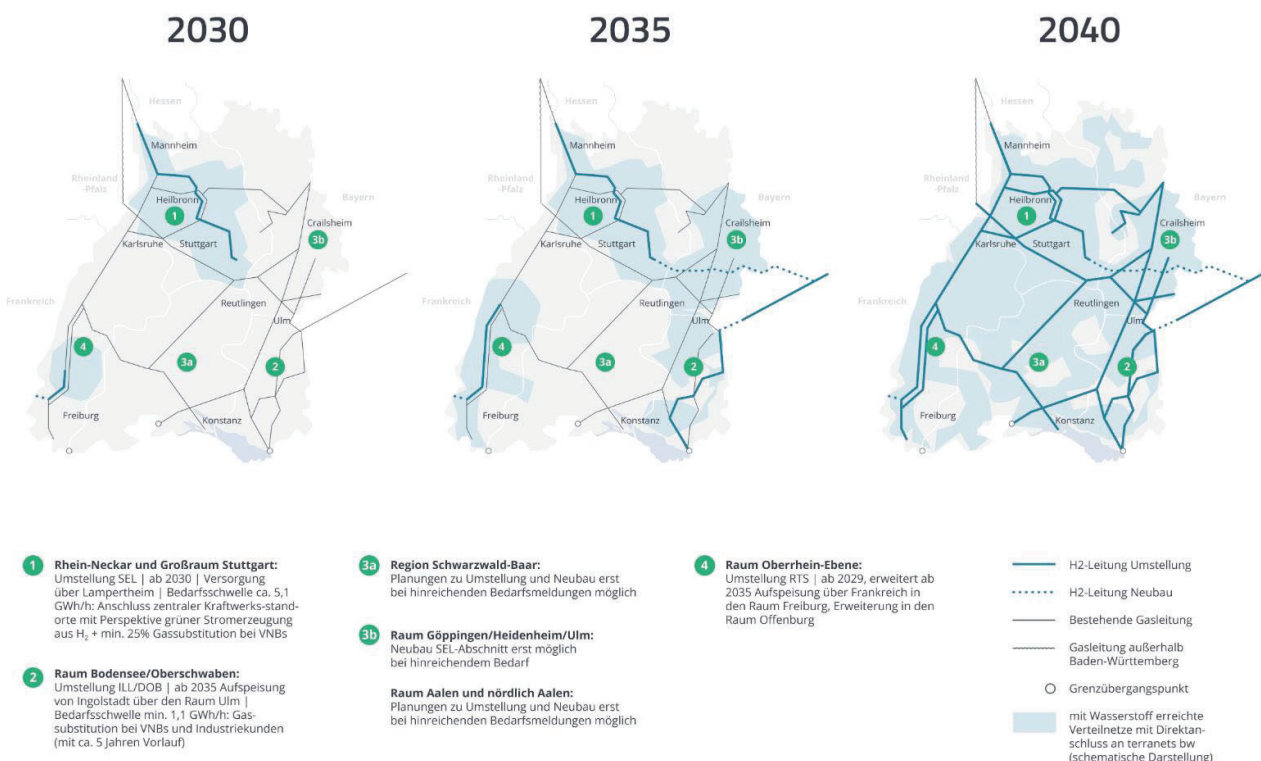 2030
2035
2040
Hessen
Mannheim
Rheinland
-Pfalz
Heilbronn
1
Bayern
Crailsheim
3b
Karlsruhe
Stuttgart
Frankreich
Reutlingen
Ulm
4
3a
2
Freiburg
Konstanz
Hessen
Mannheim
Rheinland
-Pfalz
Heilbronn
1
Bayern
Crailsheim
3b
Karlsruhe
Stuttgart
Frankreich
Reutlingen
Ulm
4
3a
2
Freiburg
Konstanz
Hessen
Mannheim
Rheinland
-Pfalz
Heilbronn
1
Bayern
Crailsheim
3b
Karlsruhe
Stuttgart
Frankreich
Reutlingen
Ulm
4
3a
2
Freiburg
Konstanz
1
Rhein-Neckar und Großraum Stuttgart:
Umstellung SEL | ab 2030 | Versorgung
über Lampertheim | Bedarfsschwelle ca. 5,1
GWh/h: Anschluss zentraler Kraftwerks-stand-
orte mit Perspektive grüner Stromerzeugung
aus H₂ + min. 25% Gassubstitution bei VNBs
2
Raum Bodensee/Oberschwaben:
Umstellung ILL/DOB | ab 2035 Aufspeisung
von Ingolstadt über den Raum Ulm |
Bedarfsschwelle min. 1,1 GWh/h: Gas-
substitution bei VNBs und Industriekunden
(mit ca. 5 Jahren Vorlauf)
3a
Region Schwarzwald-Baar:
Planungen zu Umstellung und Neubau erst
bei hinreichenden Bedarfsmeldungen möglich
3b
Raum Göppingen/Heidenheim/Ulm:
Neubau SEL-Abschnitt erst möglich
bei hinreichendem Bedarf
Raum Aalen und nördlich Aalen:
Planungen zu Umstellung und Neubau erst
bei hinreichenden Bedarfsmeldungen möglich
4
Raum Oberrhein-Ebene:
Umstellung RTS | ab 2029, erweitert ab
2035 Aufspeisung über Frankreich in
den Raum Freiburg, Erweiterung in den
Raum Offenburg
H2-Leitung Umstellung
H2-Leitung Neubau
Bestehende Gasleitung
Gasleitung außerhalb
Baden-Württemberg
Grenzübergangspunkt
mit Wasserstoff erreichte
Verteilnetze mit Direktan-
schluss an terranets bw
(schematische Darstellung)